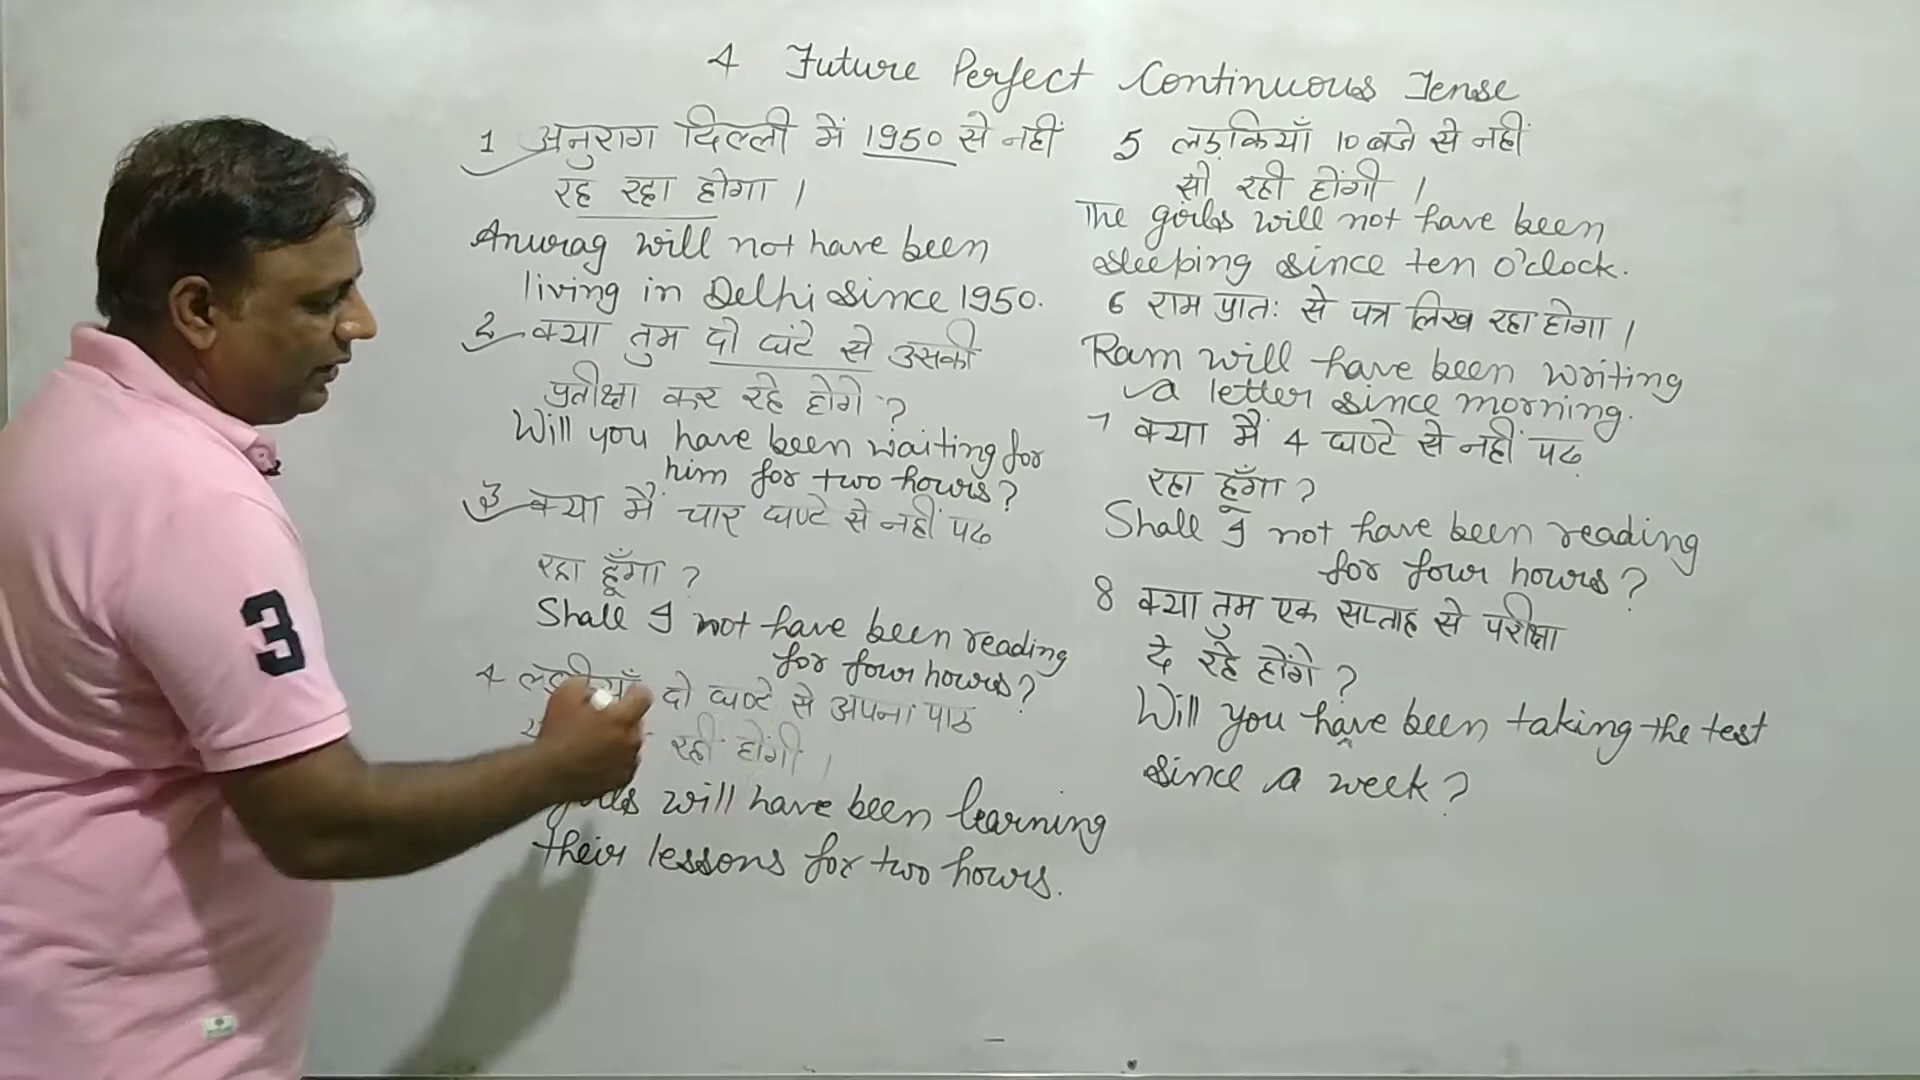 4 Future Perfect Continuous Tense
1 अनुराग दिल्ली में 1950 से नहीं
रह रहा होगा ।
Anurag will not have been
living in Delhi since 1950.
2 क्या तुम दो घंटे से उसकी
प्रतीक्षा कर रहे होगे ?
Will you have been waiting for
him for two hours?
3 क्या मैं चार घण्टे से नहीं पढ
रहा हूँगा ?
Shall I not have been reading
for four hours?
4 दो घण्टे से अपना पाठ
रही होंगी ।
will have been learning
their lessons for two hours.
5 लड़कियाँ 10 बजे से नहीं
सो रही होंगी ।
The girls will not have been
sleeping since ten o'clock.
6 राम प्रातः से पत्र लिख रहा होगा ।
Ram will have been writing
a letter since morning.
7 क्या मैं 4 घण्टे से नहीं पढ
रहा हूँगा ?
Shall I not have been reading
for four hours?
8 क्या तुम एक सप्ताह से परीक्षा
दे रहे होंगे ?
Will you have been taking the test
since a week?
3